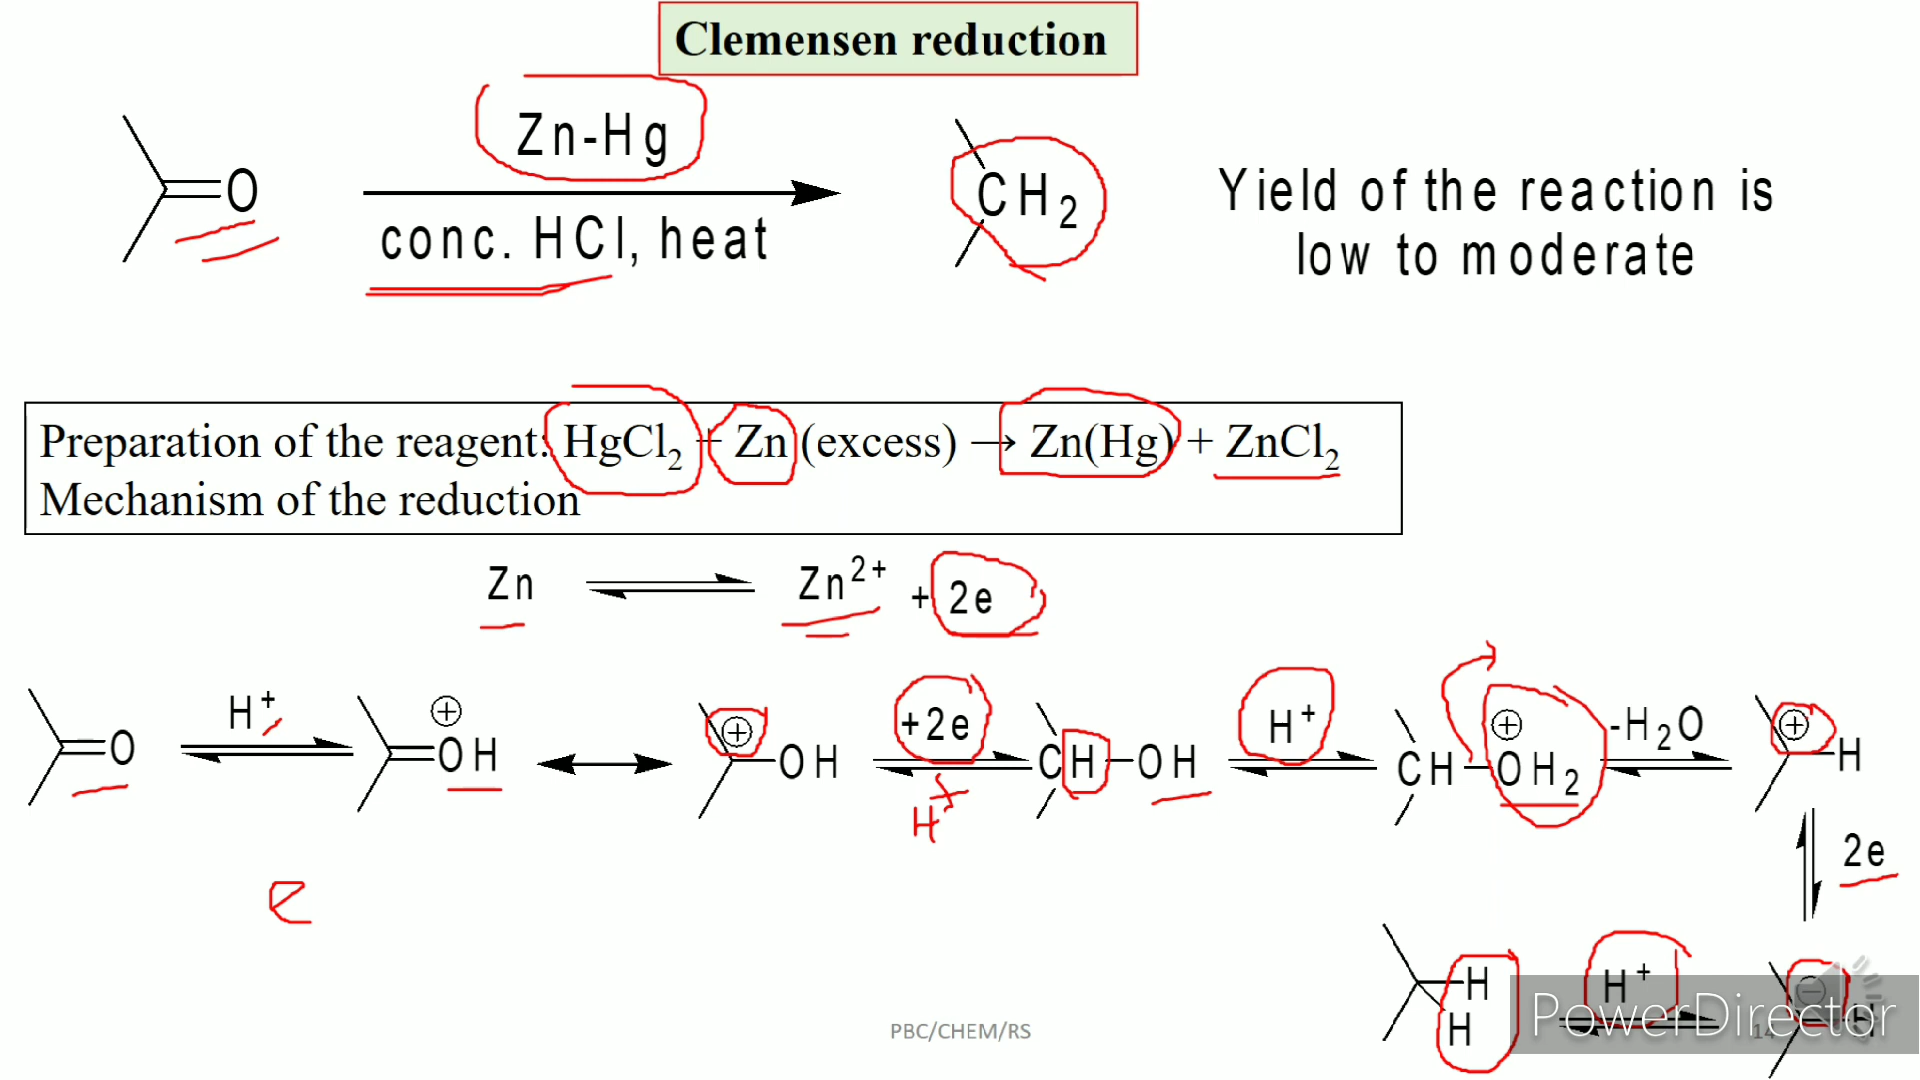 Clemensen reduction
Zn-Hg
O
conc. HCl, heat
CH2
Yield of the reaction is
low to moderate
Preparation of the reagent: HgCl2 + Zn (excess) → Zn(Hg) + ZnCl2
Mechanism of the reduction
Zn ⇌ Zn2+ + 2e
O
H+
⊕
OH
⊕
OH
+2e
H+
CH-OH
H+
⊕
CH-OH2
-H2O
⊕
H
2e
e
H
H
H+
⊖
H
PowerDirector
PBC/CHEM/RS
14